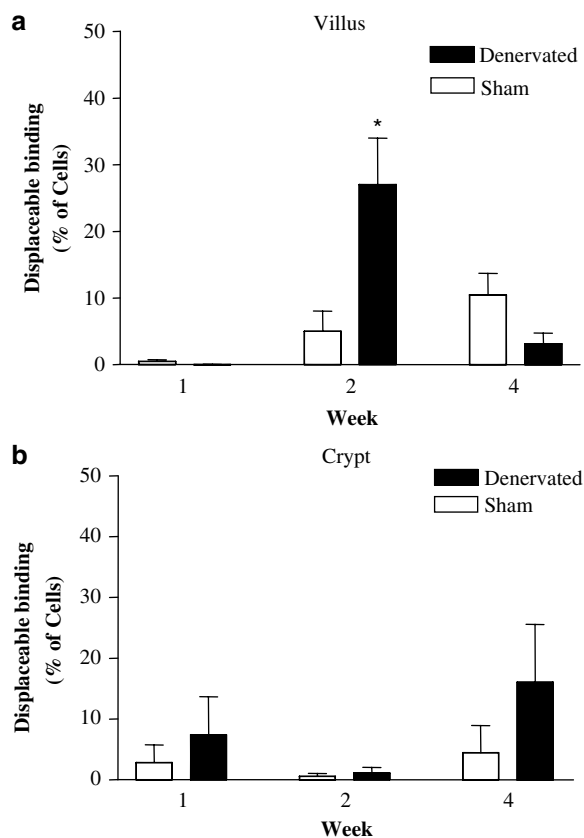 a
Villus
50
40
30
20
10
0
Displaceable binding
(% of Cells)
Denervated
Sham
*
1 2 4
Week
b
Crypt
50
40
30
20
10
0
Displaceable binding
(% of Cells)
Denervated
Sham
1 2 4
Week